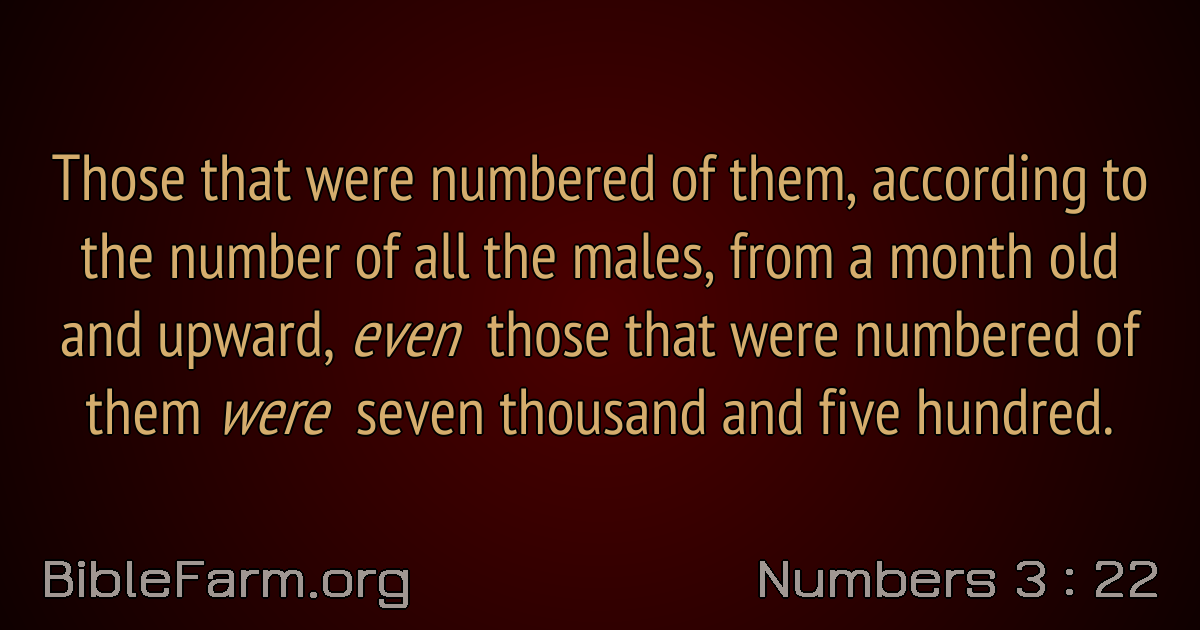 Those that were numbered of them, according to
the number of all the males, from a month old
and upward, even those that were numbered of
them were seven thousand and five hundred.
BibleFarm.org
Numbers 3 : 22